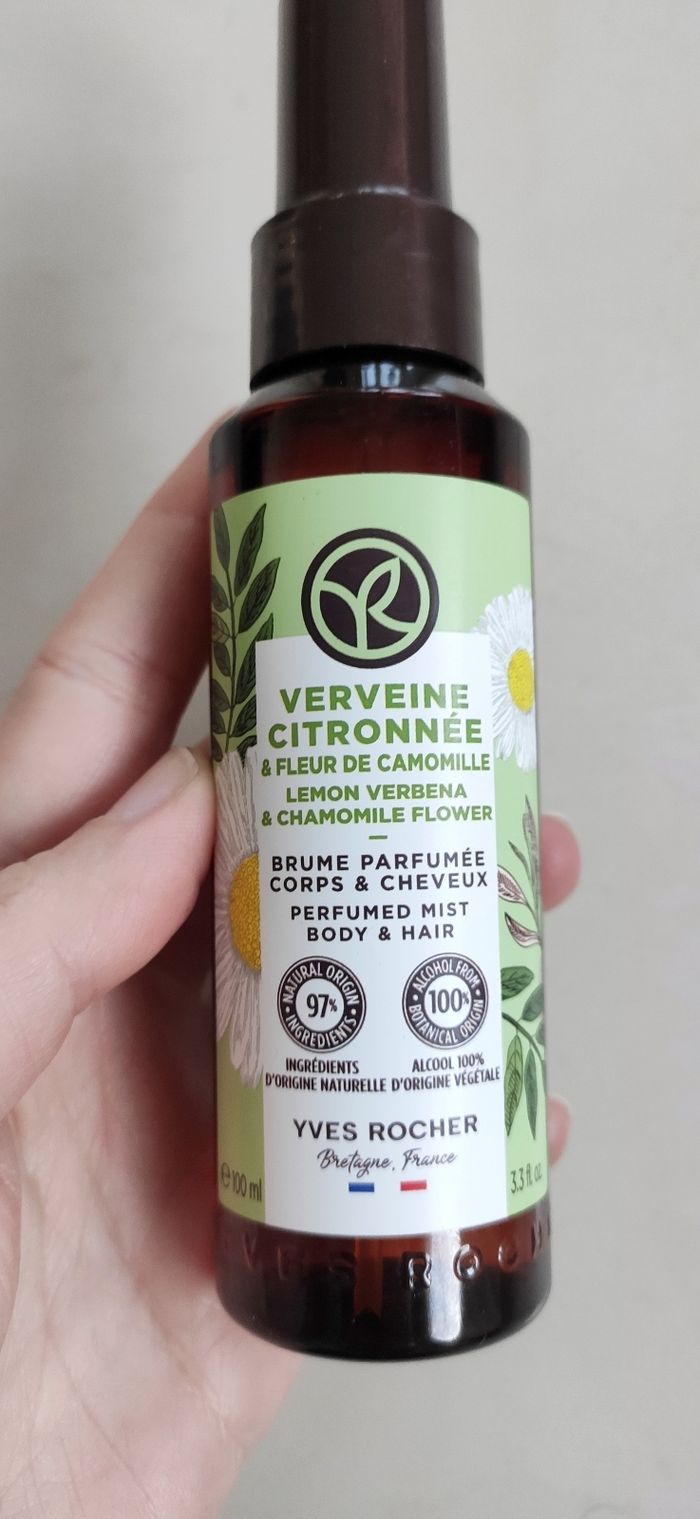 VERVEINE
CITRONNÉE
& FLEUR DE CAMOMILLE
LEMON VERBENA
& CHAMOMILE FLOWER
BRUME PARFUMÉE
CORPS & CHEVEUX
PERFUMED MIST
BODY & HAIR
NATURAL ORIGIN
97%
INGREDIENTS
ALCOHOL FROM
100%
BOTANICAL ORIGIN
INGRÉDIENTS
D'ORIGINE NATURELLE
ALCOOL 100%
D'ORIGINE VÉGÉTALE
YVES ROCHER
Bretagne, France
℮100 ml
3.3 fl. oz